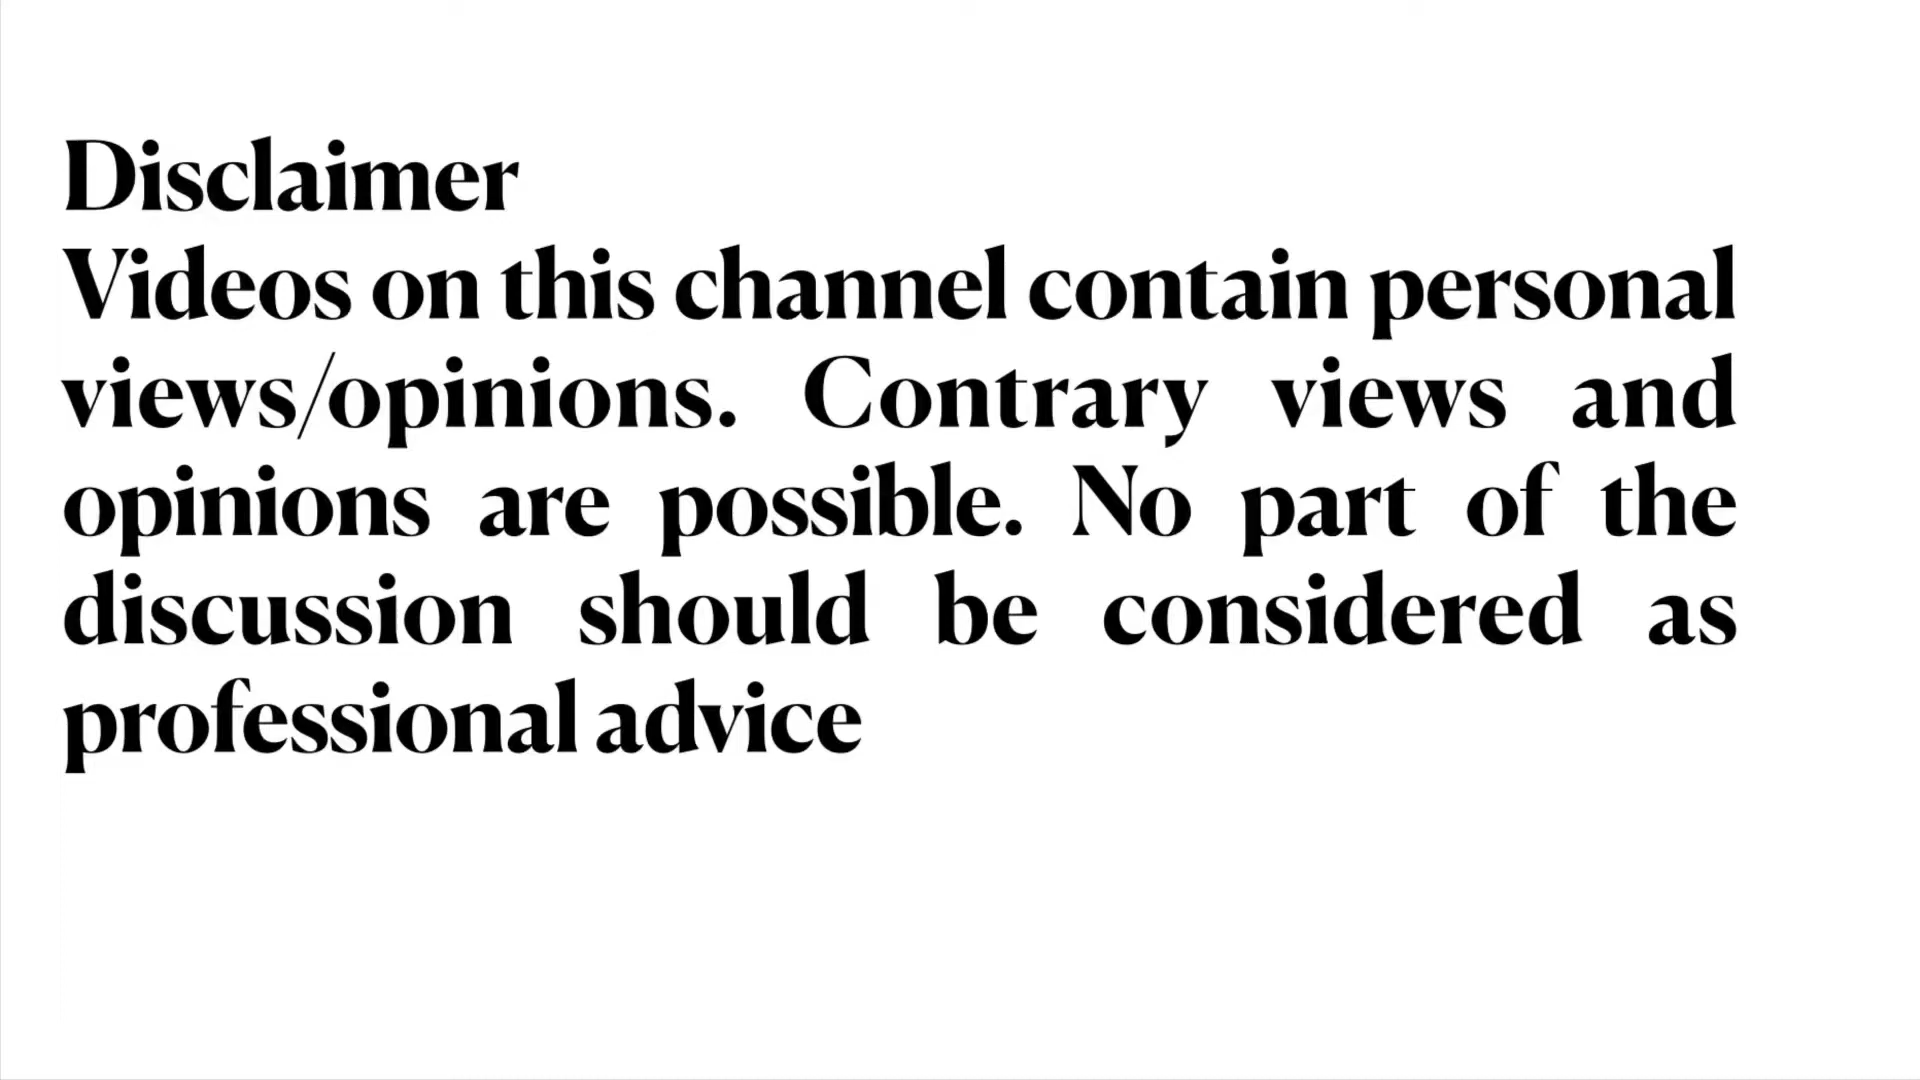 Disclaimer
Videos on this channel contain personal
views/opinions. Contrary views and
opinions are possible. No part of the
discussion should be considered as
professional advice